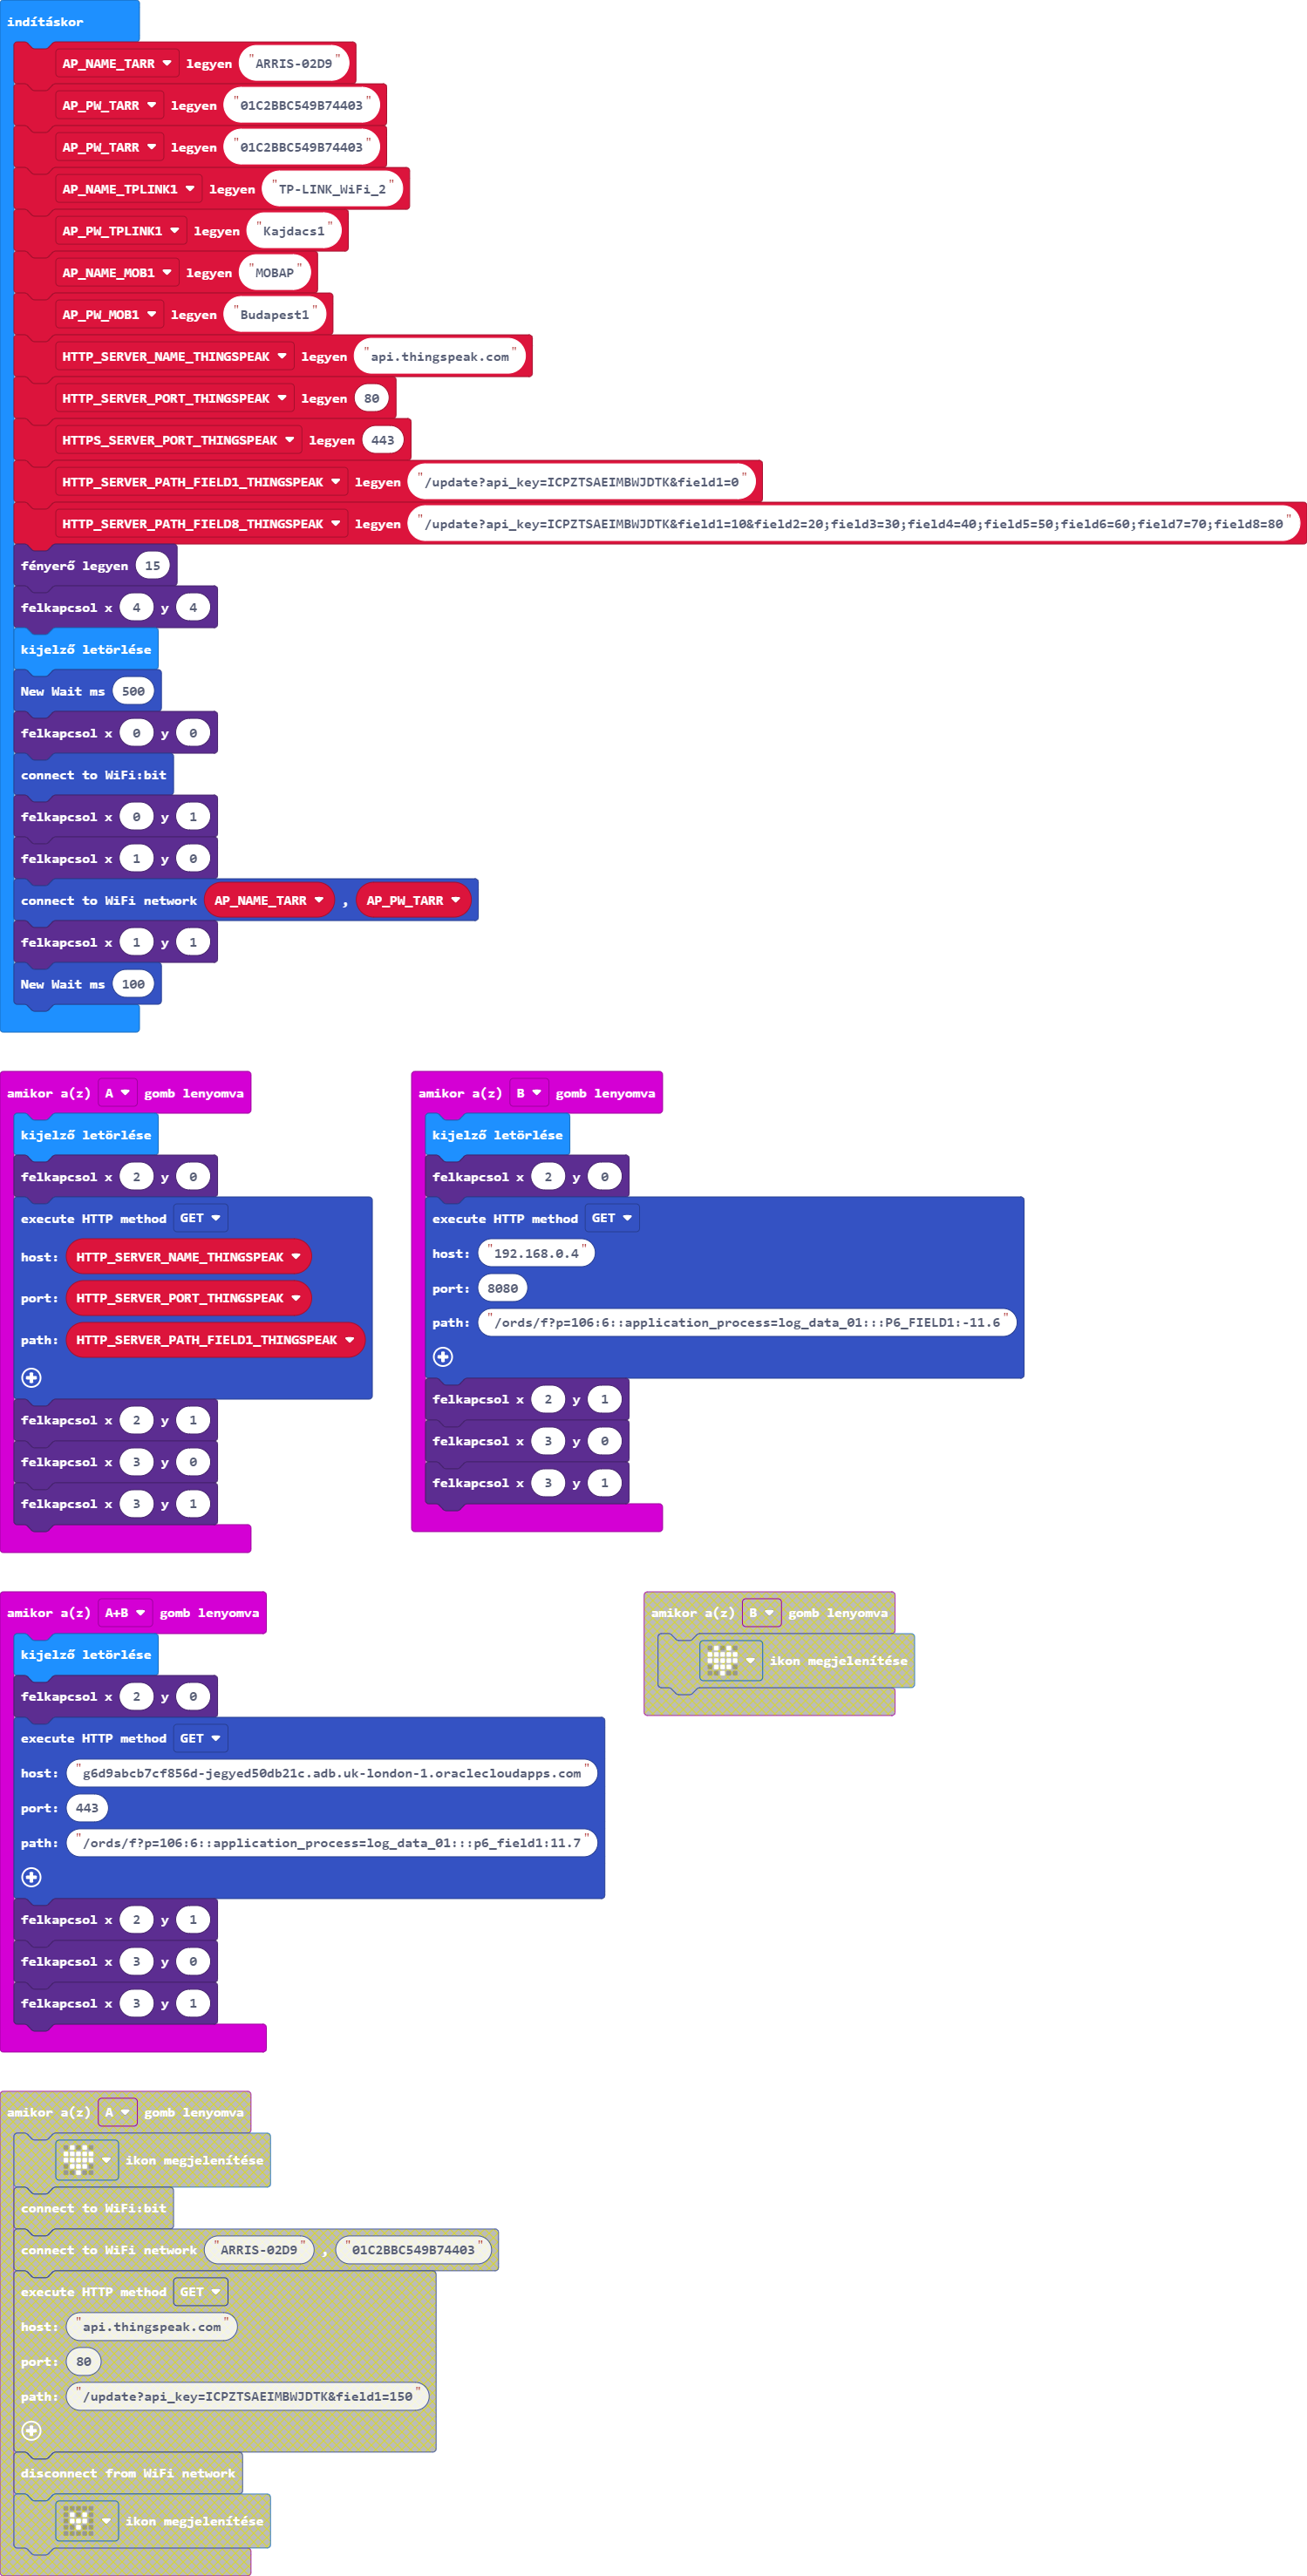 indításkor
AP_NAME_TARR legyen "ARRIS-02D9"
AP_PW_TARR legyen "01C2BBC549B74403"
AP_PW_TARR legyen "01C2BBC549B74403"
AP_NAME_TPLINK1 legyen "TP-LINK_WiFi_2"
AP_PW_TPLINK1 legyen "Kajdacs1"
AP_NAME_MOB1 legyen "MOBAP"
AP_PW_MOB1 legyen "Budapest1"
HTTP_SERVER_NAME_THINGSPEAK legyen "api.thingspeak.com"
HTTP_SERVER_PORT_THINGSPEAK legyen 80
HTTPS_SERVER_PORT_THINGSPEAK legyen 443
HTTP_SERVER_PATH_FIELD1_THINGSPEAK legyen "/update?api_key=ICPZTSAEIMBWJDTK&field1=0"
HTTP_SERVER_PATH_FIELD8_THINGSPEAK legyen "/update?api_key=ICPZTSAEIMBWJDTK&field1=10&field2=20;field3=30;field4=40;field5=50;field6=60;field7=70;field8=80"
fényerő legyen 15
felkapcsol x 4 y 4
kijelző letörlése
New Wait ms 500
felkapcsol x 0 y 0
connect to WiFi:bit
felkapcsol x 0 y 1
felkapcsol x 1 y 0
connect to WiFi network AP_NAME_TARR , AP_PW_TARR
felkapcsol x 1 y 1
New Wait ms 100
amikor a(z) A gomb lenyomva
kijelző letörlése
felkapcsol x 2 y 0
execute HTTP method GET
host: HTTP_SERVER_NAME_THINGSPEAK
port: HTTP_SERVER_PORT_THINGSPEAK
path: HTTP_SERVER_PATH_FIELD1_THINGSPEAK
felkapcsol x 2 y 1
felkapcsol x 3 y 0
felkapcsol x 3 y 1
amikor a(z) B gomb lenyomva
kijelző letörlése
felkapcsol x 2 y 0
execute HTTP method GET
host: "192.168.0.4"
port: 8080
path: "/ords/f?p=106:6::application_process=log_data_01:::P6_FIELD1:-11.6"
felkapcsol x 2 y 1
felkapcsol x 3 y 0
felkapcsol x 3 y 1
amikor a(z) A+B gomb lenyomva
kijelző letörlése
felkapcsol x 2 y 0
execute HTTP method GET
host: "g6d9abcb7cf856d-jegyed50db21c.adb.uk-london-1.oraclecloudapps.com"
port: 443
path: "/ords/f?p=106:6::application_process=log_data_01:::p6_field1:11.7"
felkapcsol x 2 y 1
felkapcsol x 3 y 0
felkapcsol x 3 y 1
amikor a(z) B gomb lenyomva
ikon megjelenítése
amikor a(z) A gomb lenyomva
ikon megjelenítése
connect to WiFi:bit
connect to WiFi network "ARRIS-02D9" , "01C2BBC549B74403"
execute HTTP method GET
host: "api.thingspeak.com"
port: 80
path: "/update?api_key=ICPZTSAEIMBWJDTK&field1=150"
disconnect from WiFi network
ikon megjelenítése